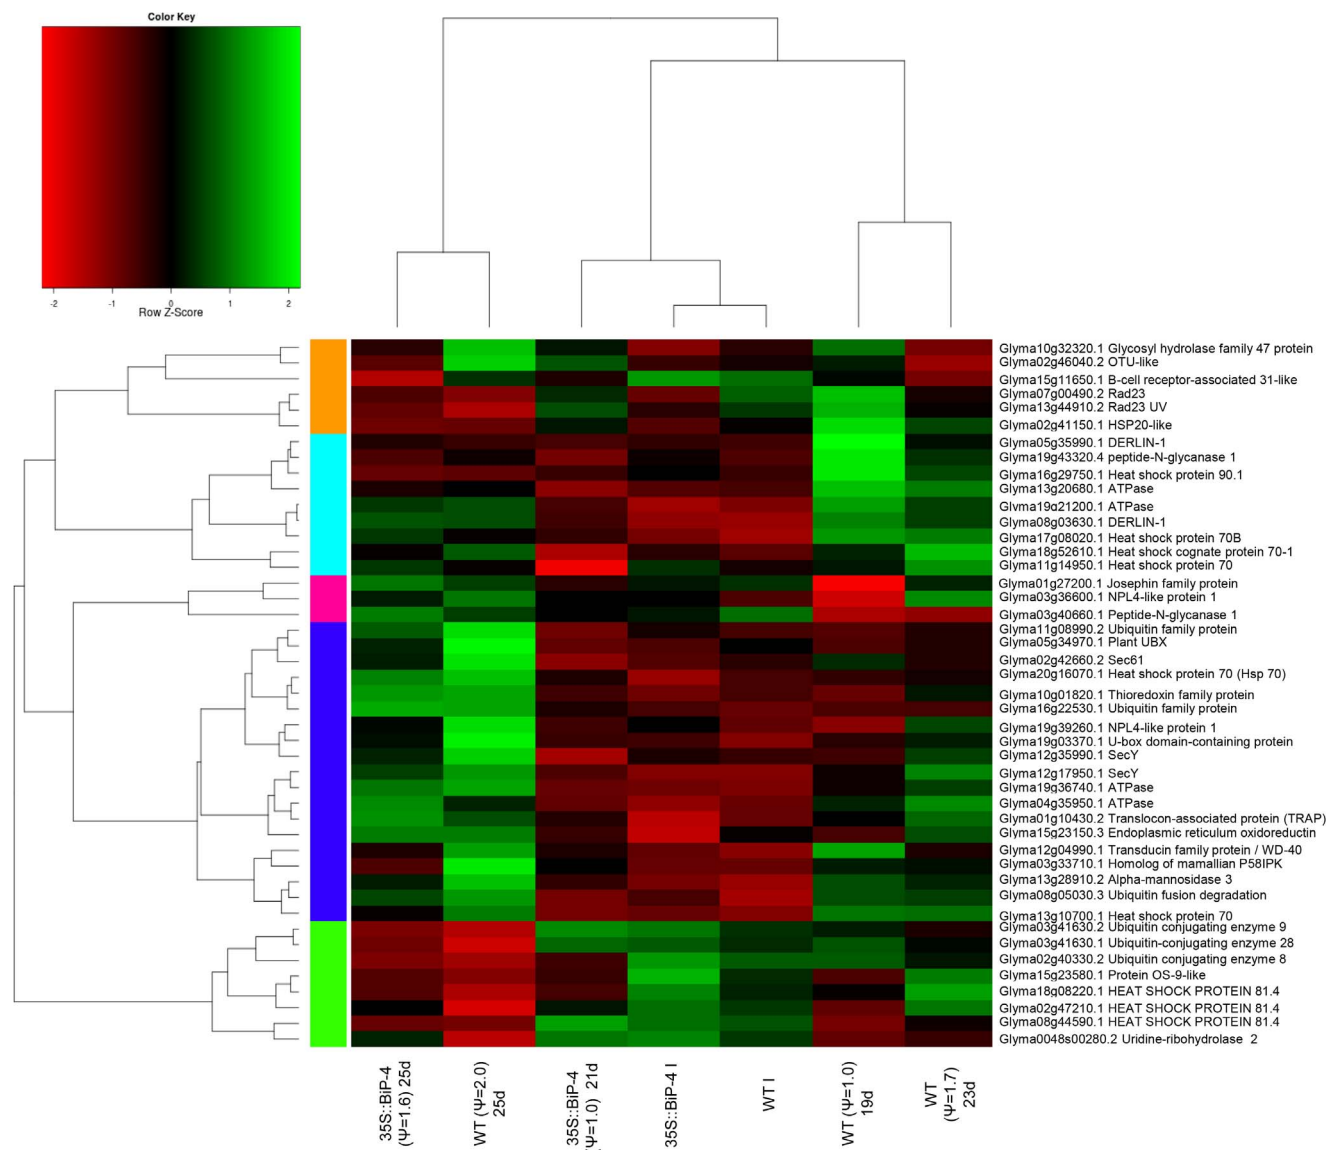 Color Key
-2 -1 0 1 2
Row Z-Score
Glyma10g32320.1 Glycosyl hydrolase family 47 protein
Glyma02g46040.2 OTU-like
Glyma15g11650.1 B-cell receptor-associated 31-like
Glyma07g00490.2 Rad23
Glyma13g44910.2 Rad23 UV
Glyma02g41150.1 HSP20-like
Glyma05g35990.1 DERLIN-1
Glyma19g43320.4 peptide-N-glycanase 1
Glyma16g29750.1 Heat shock protein 90.1
Glyma13g20680.1 ATPase
Glyma19g21200.1 ATPase
Glyma08g03630.1 DERLIN-1
Glyma17g08020.1 Heat shock protein 70B
Glyma18g52610.1 Heat shock cognate protein 70-1
Glyma11g14950.1 Heat shock protein 70
Glyma01g27200.1 Josephin family protein
Glyma03g36600.1 NPL4-like protein 1
Glyma03g40660.1 Peptide-N-glycanase 1
Glyma11g08990.2 Ubiquitin family protein
Glyma05g34970.1 Plant UBX
Glyma02g42660.2 Sec61
Glyma20g16070.1 Heat shock protein 70 (Hsp 70)
Glyma10g01820.1 Thioredoxin family protein
Glyma16g22530.1 Ubiquitin family protein
Glyma19g39260.1 NPL4-like protein 1
Glyma19g03370.1 U-box domain-containing protein
Glyma12g35990.1 SecY
Glyma12g17950.1 SecY
Glyma19g36740.1 ATPase
Glyma04g35950.1 ATPase
Glyma01g10430.2 Translocon-associated protein (TRAP)
Glyma15g23150.3 Endoplasmic reticulum oxidoreductin
Glyma12g04990.1 Transducin family protein / WD-40
Glyma03g33710.1 Homolog of mamallian P58IPK
Glyma13g28910.2 Alpha-mannosidase 3
Glyma08g05030.3 Ubiquitin fusion degradation
Glyma13g10700.1 Heat shock protein 70
Glyma03g41630.2 Ubiquitin conjugating enzyme 9
Glyma03g41630.1 Ubiquitin-conjugating enzyme 28
Glyma02g40330.2 Ubiquitin conjugating enzyme 8
Glyma15g23580.1 Protein OS-9-like
Glyma18g08220.1 HEAT SHOCK PROTEIN 81.4
Glyma02g47210.1 HEAT SHOCK PROTEIN 81.4
Glyma08g44590.1 HEAT SHOCK PROTEIN 81.4
Glyma0048s00280.2 Uridine-ribohydrolase 2
35S::BiP-4
(Ψ=1.6) 25d
WT (Ψ=2.0)
25d
35S::BiP-4
(Ψ=1.0) 21d
35S::BiP-4 I
WT I
WT (Ψ=1.0)
19d
WT
(Ψ=1.7)
23d